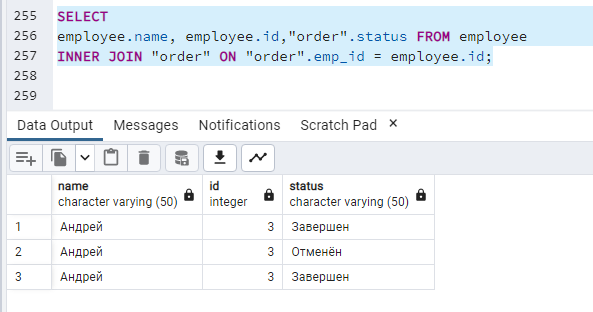 255 SELECT
256 employee.name, employee.id,"order".status FROM employee
257 INNER JOIN "order" ON "order".emp_id = employee.id;
258
259
Data Output Messages Notifications Scratch Pad ×
name id status
character varying (50) integer character varying (50)
1 Андрей 3 Завершен
2 Андрей 3 Отменён
3 Андрей 3 Завершен